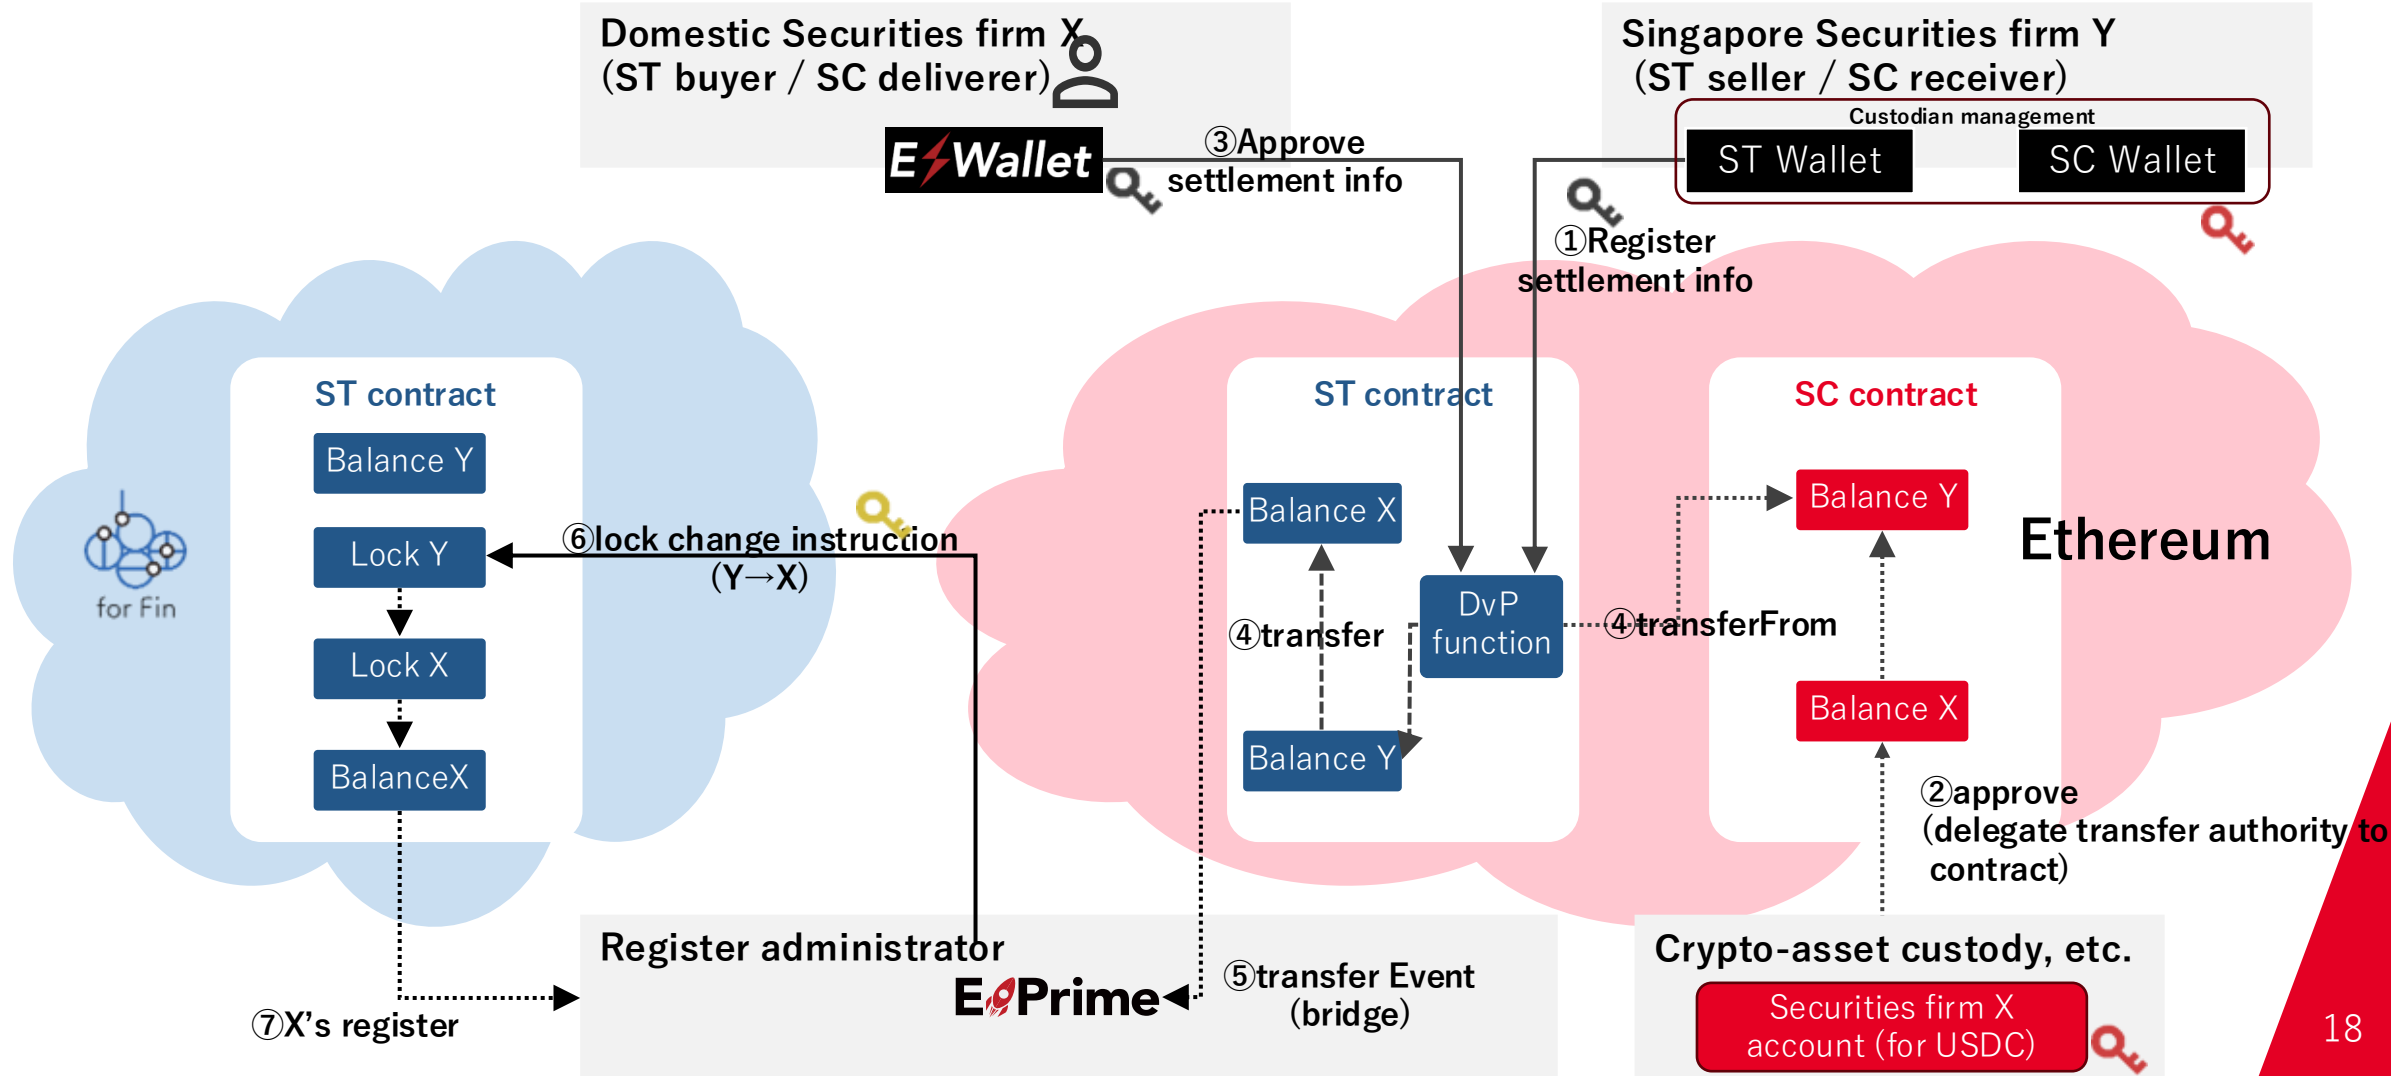 Domestic Securities firm X
(ST buyer / SC deliverer)
E Wallet
③Approve
settlement info
Singapore Securities firm Y
(ST seller / SC receiver)
Custodian management
ST Wallet
SC Wallet
①Register
settlement info
ST contract
Balance Y
Lock Y
Lock X
BalanceX
for Fin
⑥lock change instruction
(Y→X)
ST contract
Balance X
④transfer
Balance Y
DvP
function
④transferFrom
SC contract
Balance Y
Balance X
Ethereum
②approve
(delegate transfer authority to
contract)
Register administrator
E Prime
⑤transfer Event
(bridge)
⑦X’s register
Crypto-asset custody, etc.
Securities firm X
account (for USDC)
18